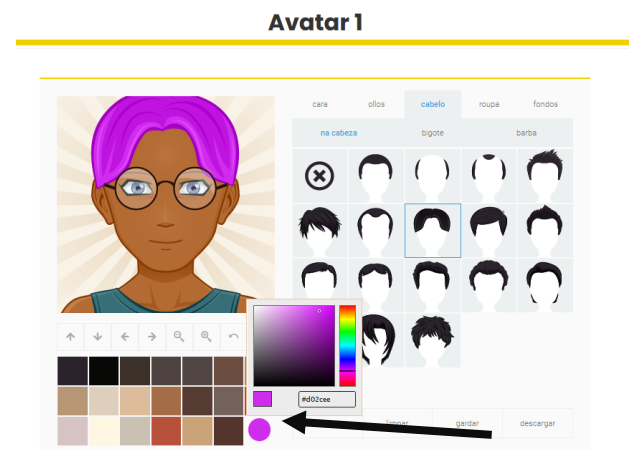 Avatar 1
cara ollos cabelo roupa fondos
na cabeza bigote barba
#d02cee
limpar gardar descargar